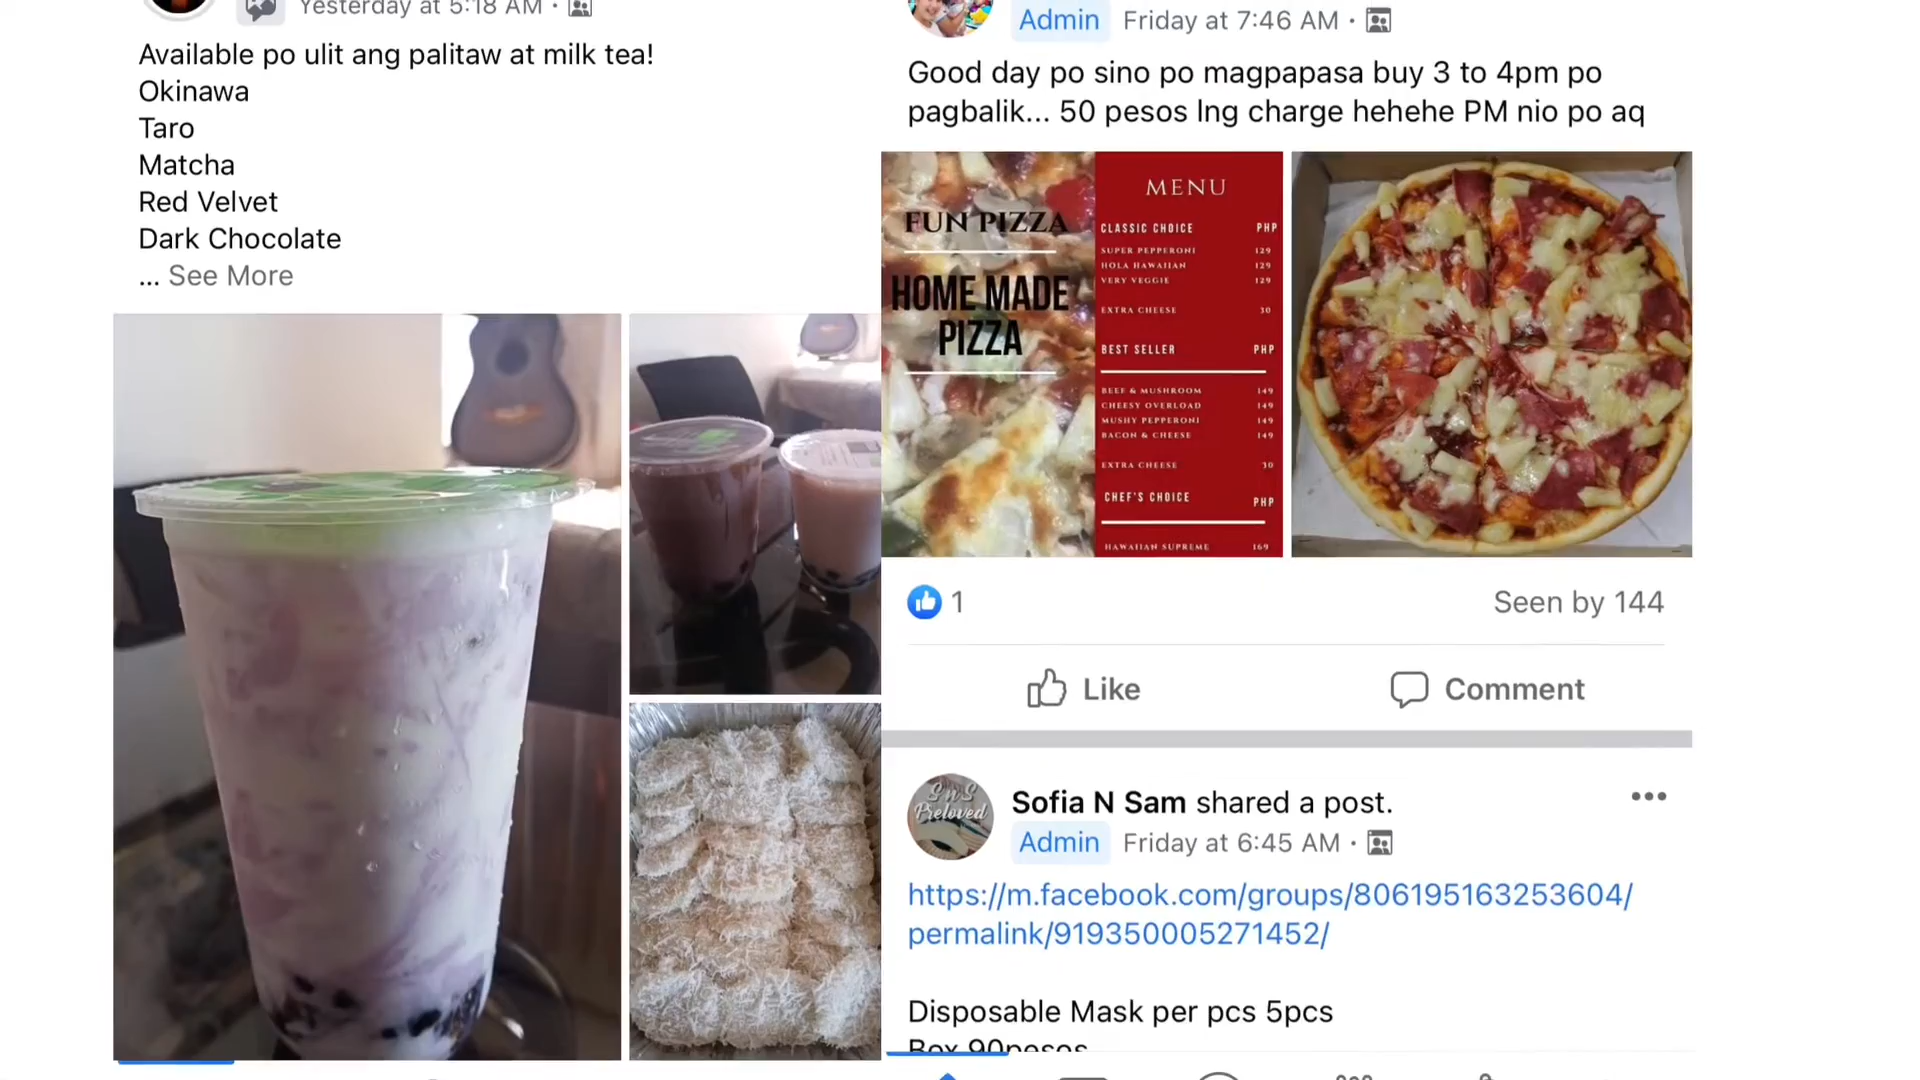 Yesterday at 5:18 AM ·
Available po ulit ang palitaw at milk tea!
Okinawa
Taro
Matcha
Red Velvet
Dark Chocolate
... See More
Admin Friday at 7:46 AM ·
Good day po sino po magpapasa buy 3 to 4pm po
pagbalik... 50 pesos lng charge hehehe PM nio po aq
FUN PIZZA
HOME MADE
PIZZA
MENU
CLASSIC CHOICE PHP
SUPER PEPPERONI 129
HOLA HAWAIIAN 129
VERY VEGGIE 129
EXTRA CHEESE 30
BEST SELLER PHP
BEEF & MUSHROOM 149
CHEESY OVERLOAD 149
MUSHY PEPPERONI 149
BACON & CHEESE 149
EXTRA CHEESE 30
CHEF'S CHOICE PHP
HAWAIIAN SUPREME 169
1 Seen by 144
Like Comment
SnS
Preloved
Sofia N Sam shared a post.
Admin Friday at 6:45 AM ·
https://m.facebook.com/groups/806195163253604/
permalink/919350005271452/
Disposable Mask per pcs 5pcs
Box 90pesos